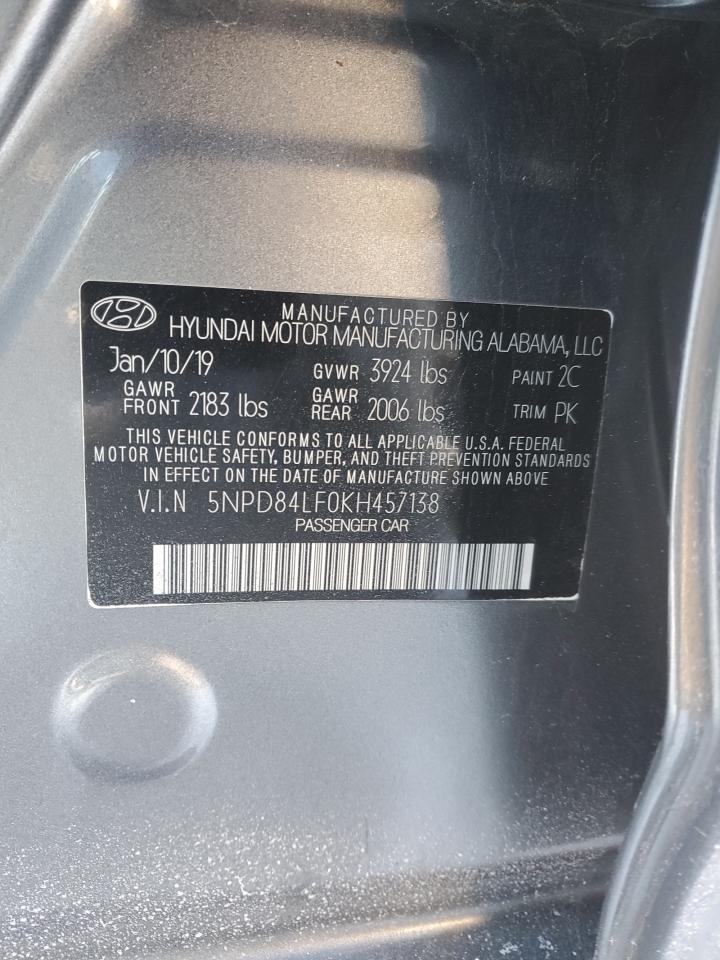 MANUFACTURED BY
HYUNDAI MOTOR MANUFACTURING ALABAMA, LLC
Jan/10/19 GVWR 3924 lbs PAINT 2C
GAWR FRONT 2183 lbs GAWR REAR 2006 lbs TRIM PK
THIS VEHICLE CONFORMS TO ALL APPLICABLE U.S.A. FEDERAL
MOTOR VEHICLE SAFETY, BUMPER, AND THEFT PREVENTION STANDARDS
IN EFFECT ON THE DATE OF MANUFACTURE SHOWN ABOVE
V.I.N 5NPD84LF0KH457138
PASSENGER CAR